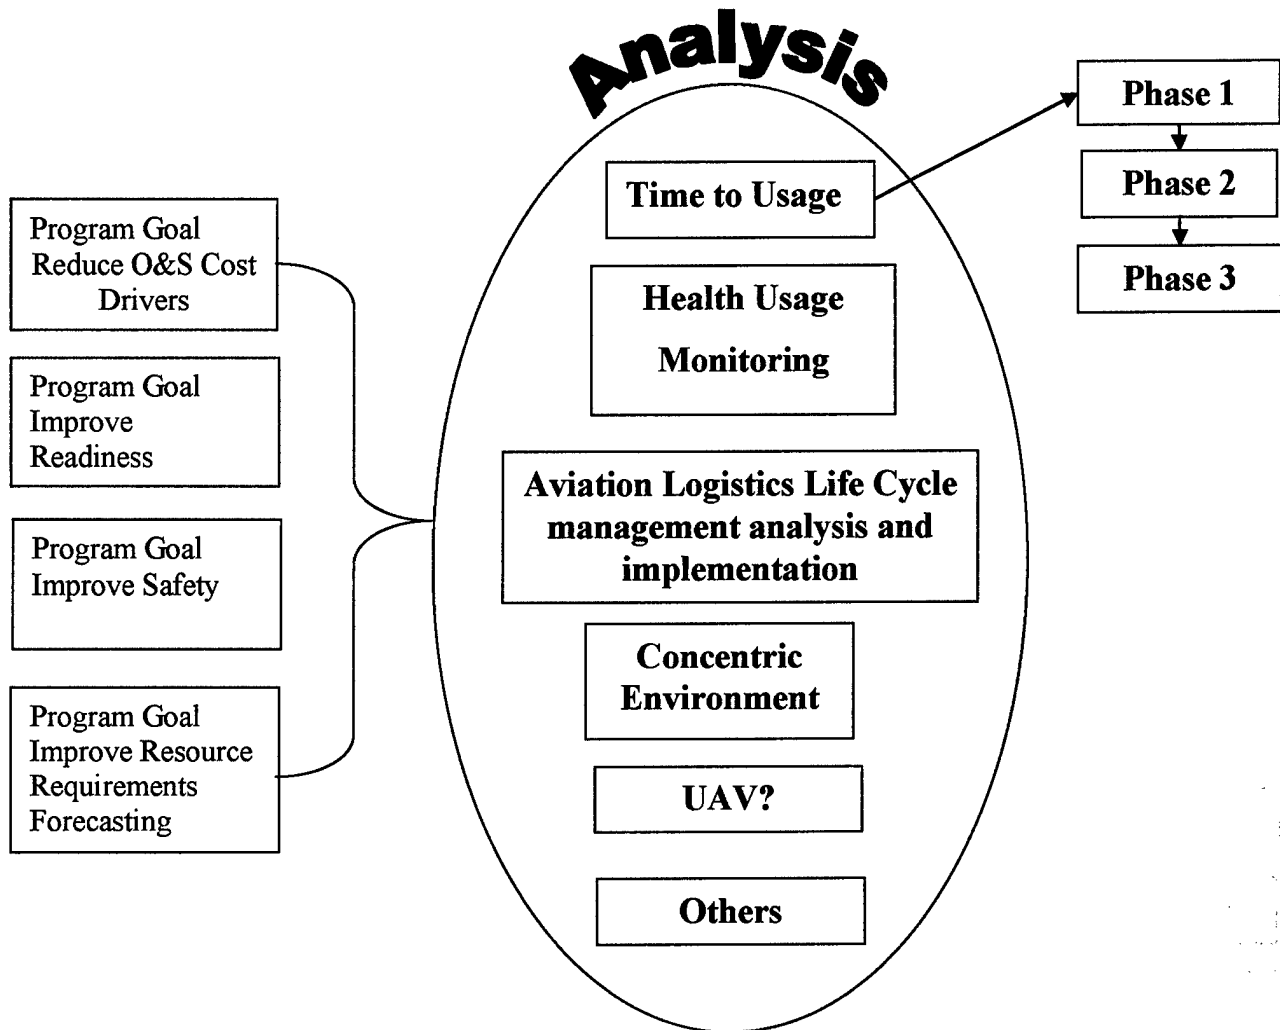 Analysis
Program Goal
Reduce O&S Cost
Drivers
Program Goal
Improve
Readiness
Program Goal
Improve Safety
Program Goal
Improve Resource
Requirements
Forecasting
Time to Usage
Health Usage
Monitoring
Aviation Logistics Life Cycle
management analysis and
implementation
Concentric
Environment
UAV?
Others
Phase 1
Phase 2
Phase 3